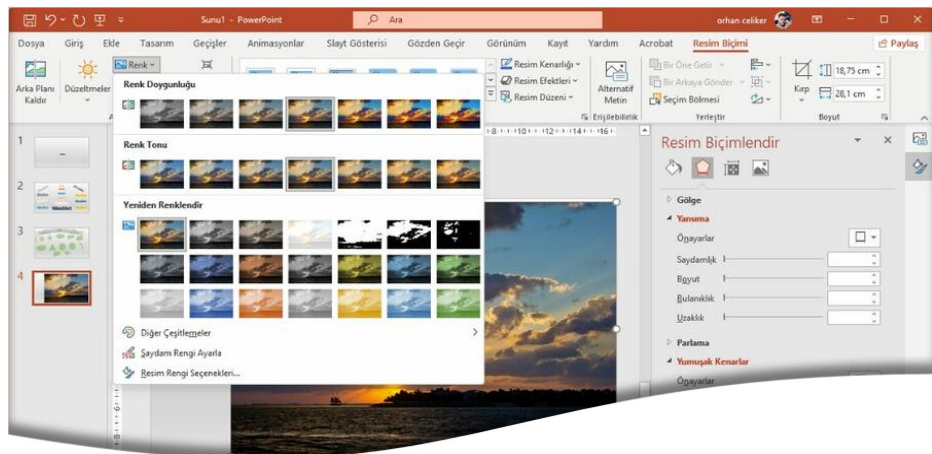 Sunu1 - PowerPoint
Ara
orhan celiker
Dosya Giriş Ekle Tasarım Geçişler Animasyonlar Slayt Gösterisi Gözden Geçir Görünüm Kayıt Yardım Acrobat Resim Biçimi Paylaş
Arka Planı Kaldır
Düzeltmeler
Renk
Resim Kenarlığı
Resim Efektleri
Resim Düzeni
Alternatif Metin
Erişilebilirlik
Bir Öne Getir
Bir Arkaya Gönder
Seçim Bölmesi
Yerleştir
Kırp
18,75 cm
28,1 cm
Boyut
Renk Doygunluğu
Renk Tonu
Yeniden Renklendir
Diğer Çeşitlemeler
Saydam Rengi Ayarla
Resim Rengi Seçenekleri...
1
2
3
4
Resim Biçimlendir
Gölge
Yansıma
Önayarlar
Saydamlık
Boyut
Bulanıklık
Uzaklık
Parlama
Yumuşak Kenarlar
Önayarlar